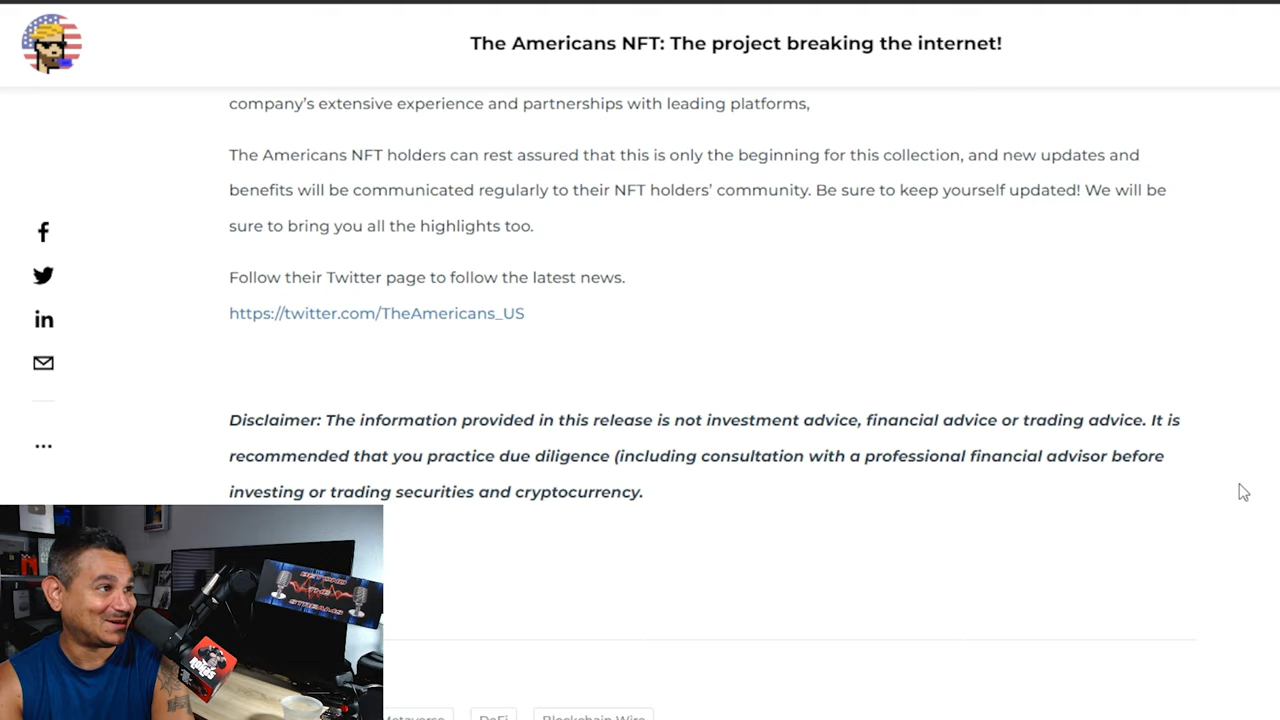 The Americans NFT: The project breaking the internet!
company's extensive experience and partnerships with leading platforms,
The Americans NFT holders can rest assured that this is only the beginning for this collection, and new updates and
benefits will be communicated regularly to their NFT holders' community. Be sure to keep yourself updated! We will be
sure to bring you all the highlights too.
Follow their Twitter page to follow the latest news.
https://twitter.com/TheAmericans_US
Disclaimer: The information provided in this release is not investment advice, financial advice or trading advice. It is
recommended that you practice due diligence (including consultation with a professional financial advisor before
investing or trading securities and cryptocurrency.
BEYOND
THE
STREAMS
Metaverse
DeFi
Blockchain Wire